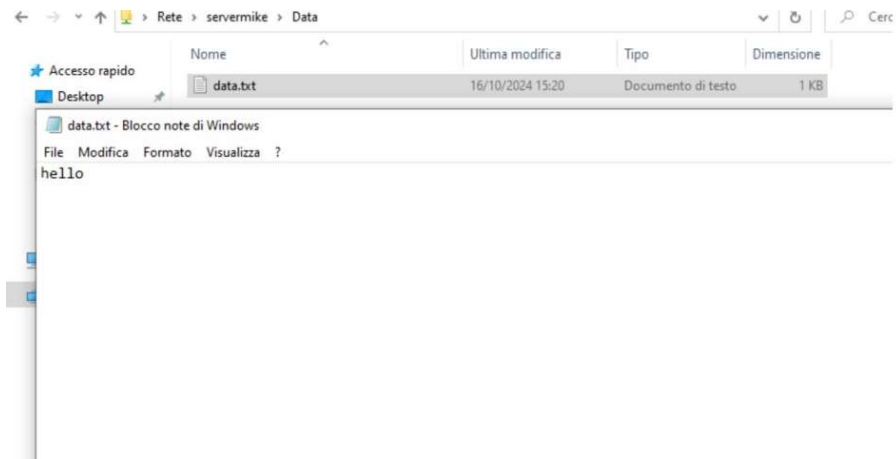 Rete › servermike › Data
Cerc
Nome Ultima modifica Tipo Dimensione
Accesso rapido
data.txt 16/10/2024 15:20 Documento di testo 1 KB
Desktop
data.txt - Blocco note di Windows
File Modifica Formato Visualizza ?
hello